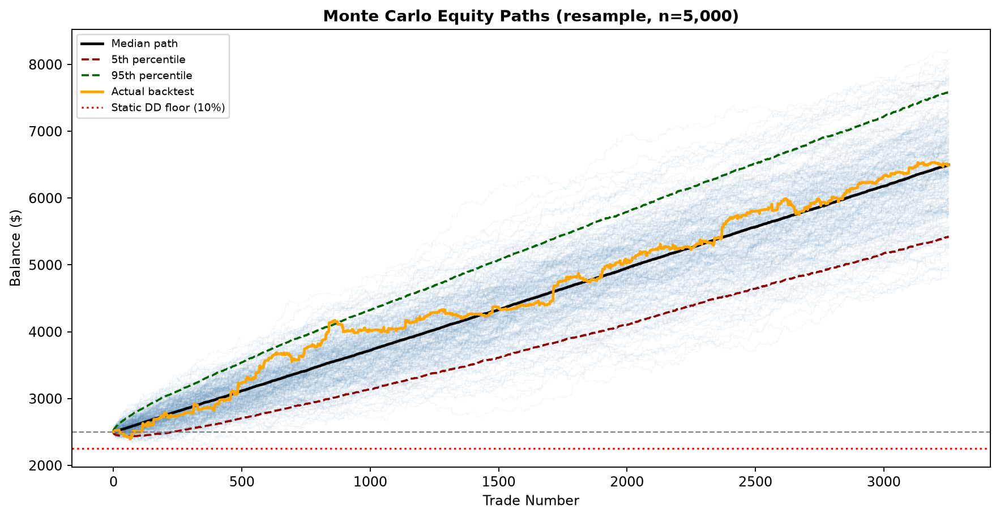 Monte Carlo Equity Paths (resample, n=5,000)
Median path
5th percentile
95th percentile
Actual backtest
Static DD floor (10%)
Balance ($)
8000
7000
6000
5000
4000
3000
2000
0 500 1000 1500 2000 2500 3000
Trade Number